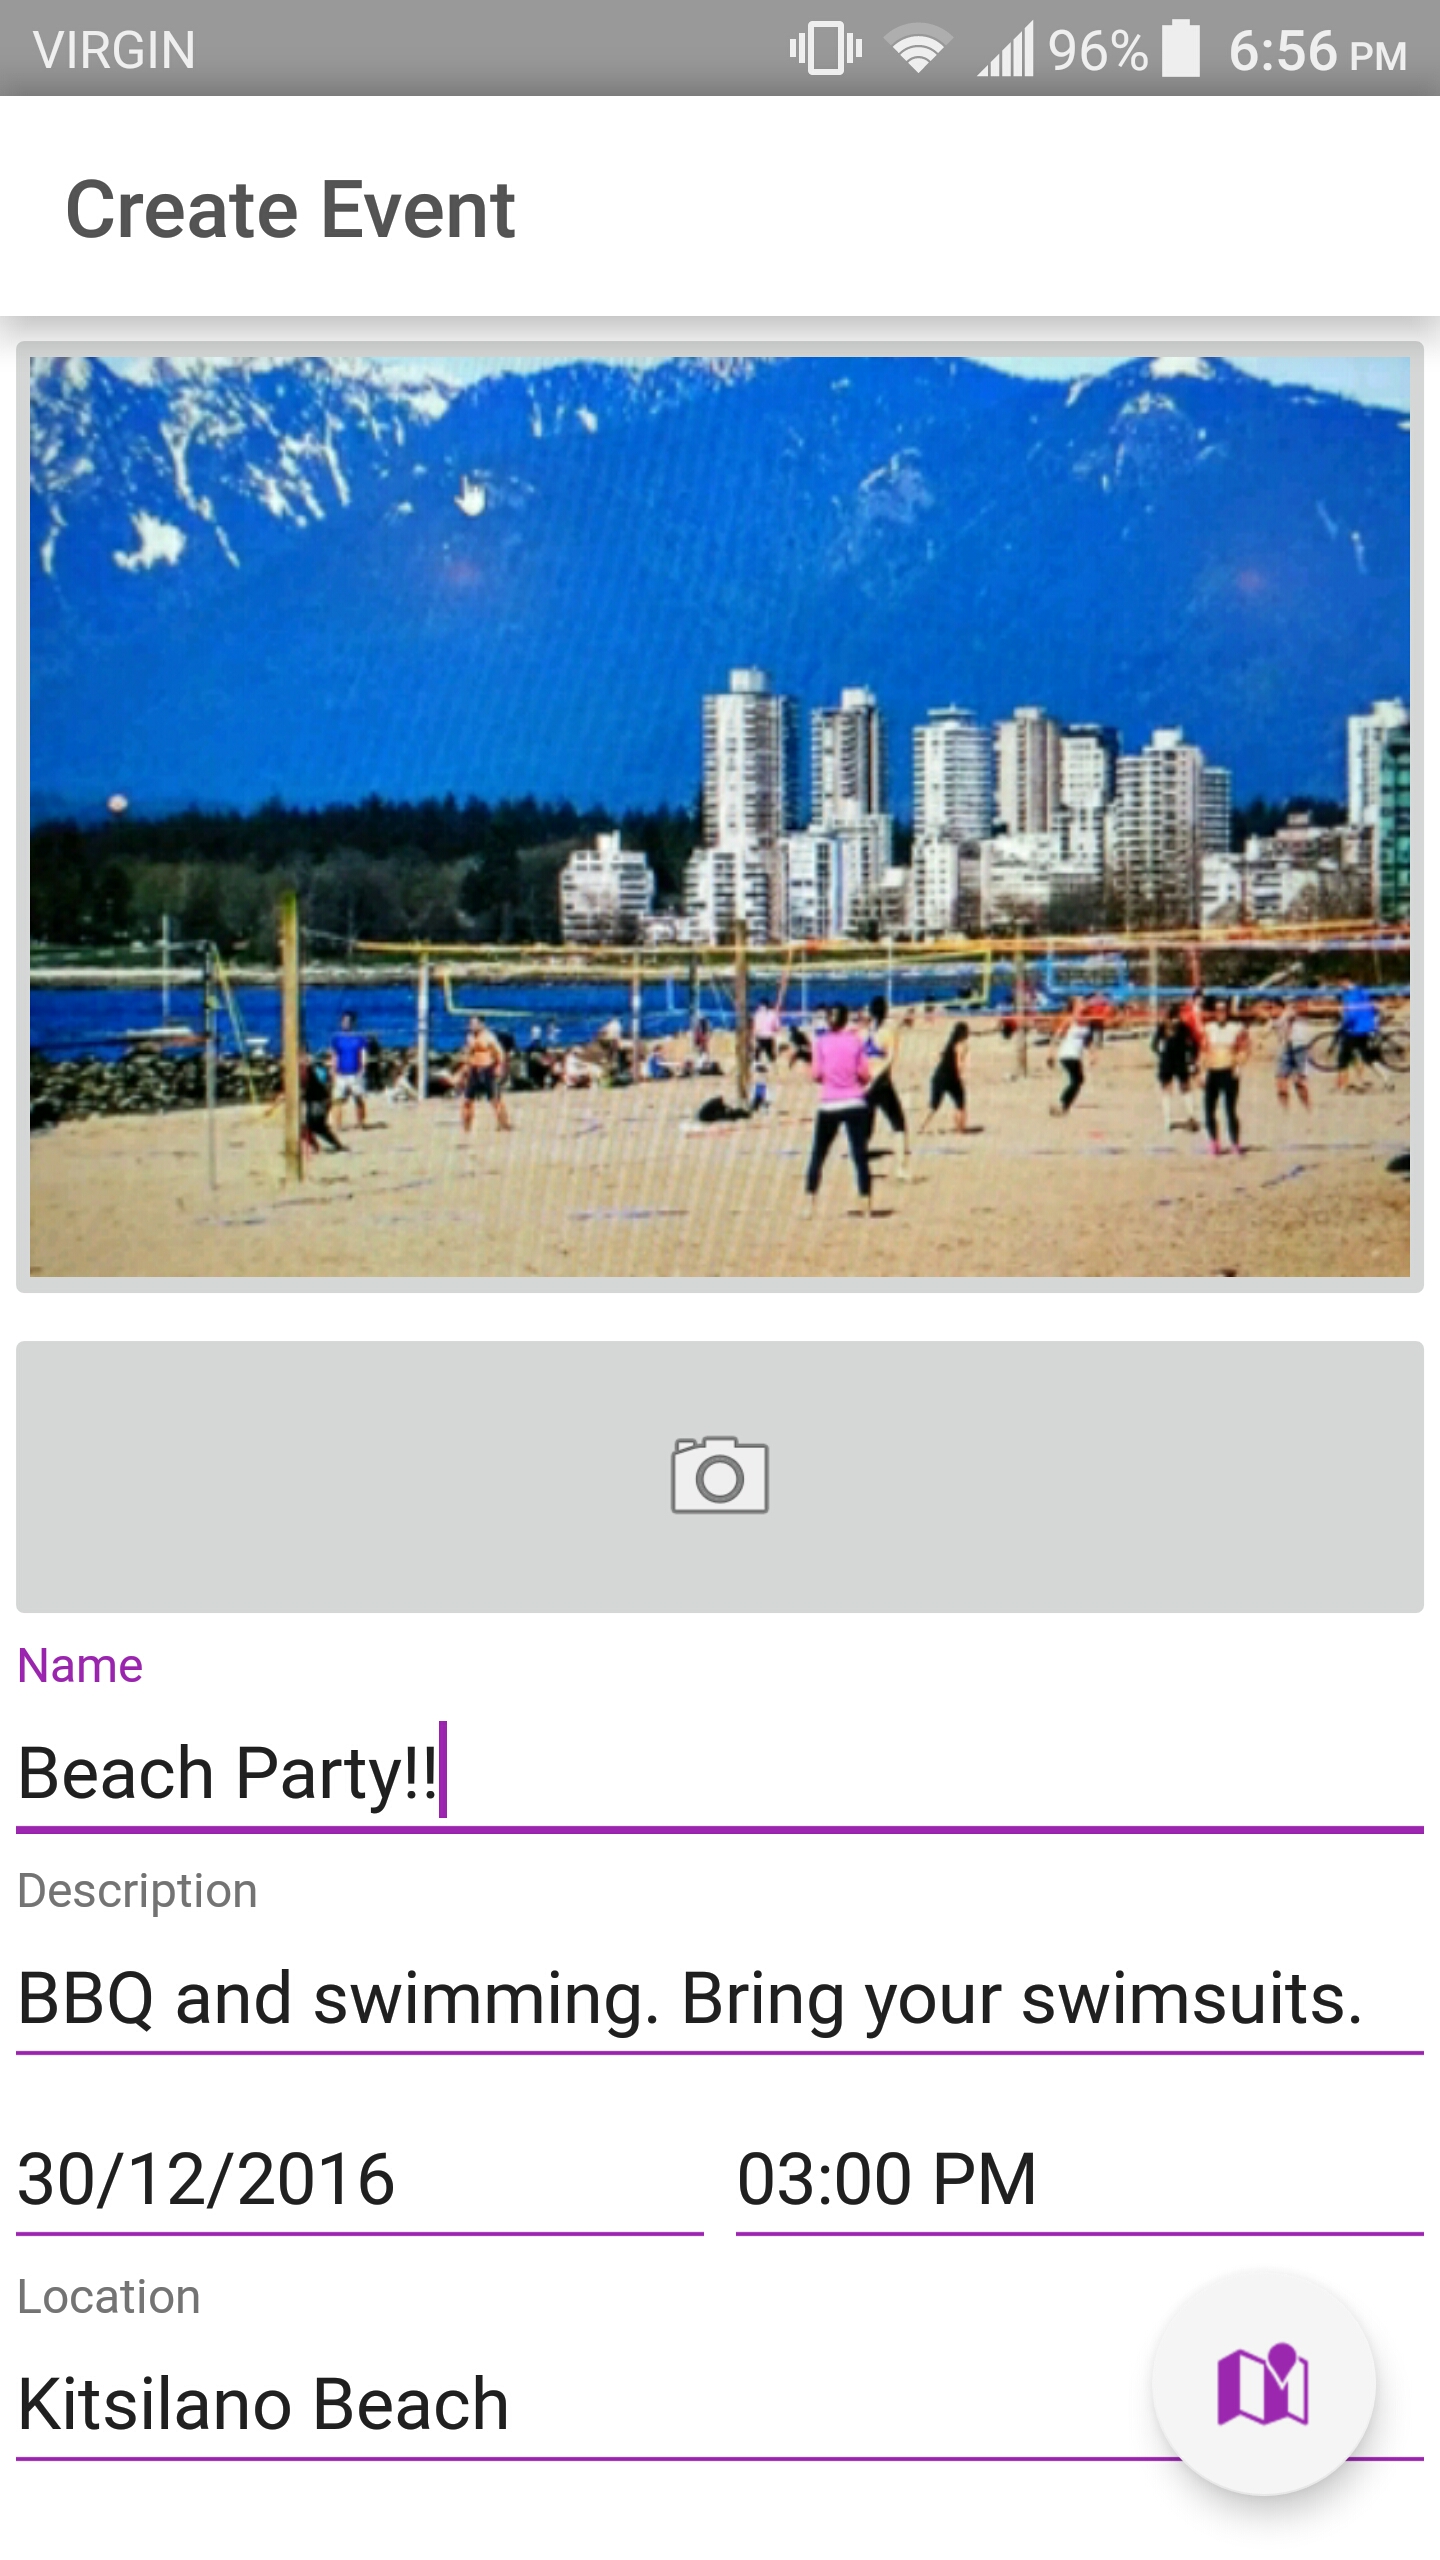 VIRGIN 96% 6:56 PM
Create Event
Name
Beach Party!!
Description
BBQ and swimming. Bring your swimsuits.
30/12/2016 03:00 PM
Location
Kitsilano Beach